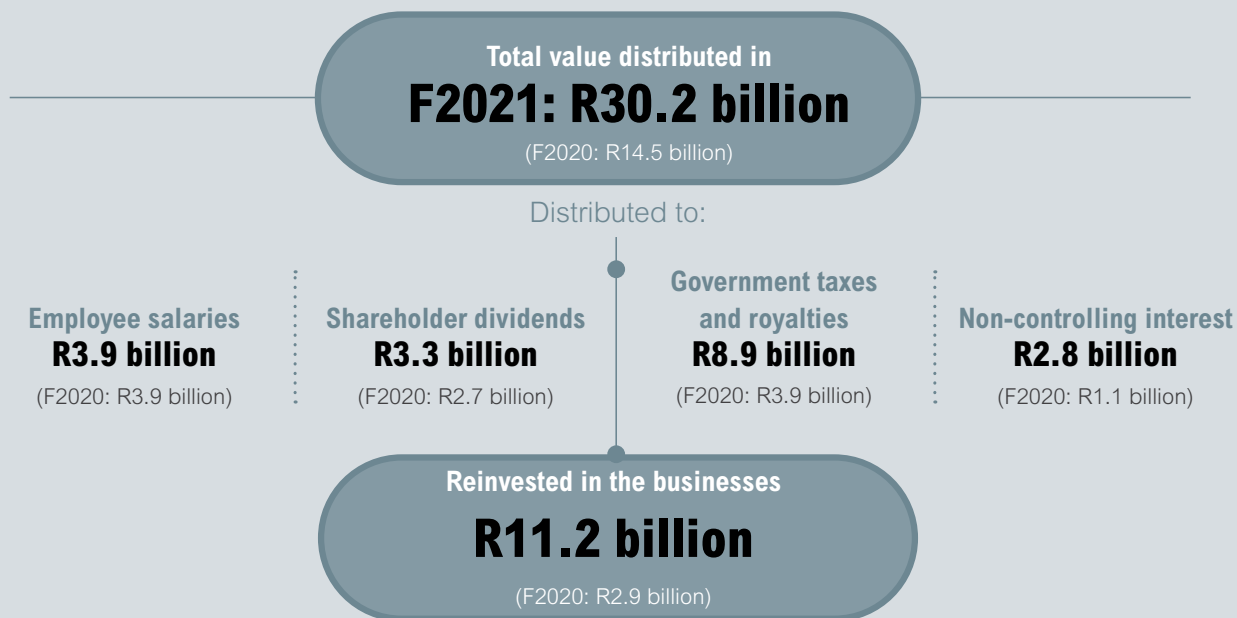 Total value distributed in
F2021: R30.2 billion
(F2020: R14.5 billion)
Distributed to:
Employee salaries
R3.9 billion
(F2020: R3.9 billion)
Shareholder dividends
R3.3 billion
(F2020: R2.7 billion)
Government taxes
and royalties
R8.9 billion
(F2020: R3.9 billion)
Non-controlling interest
R2.8 billion
(F2020: R1.1 billion)
Reinvested in the businesses
R11.2 billion
(F2020: R2.9 billion)